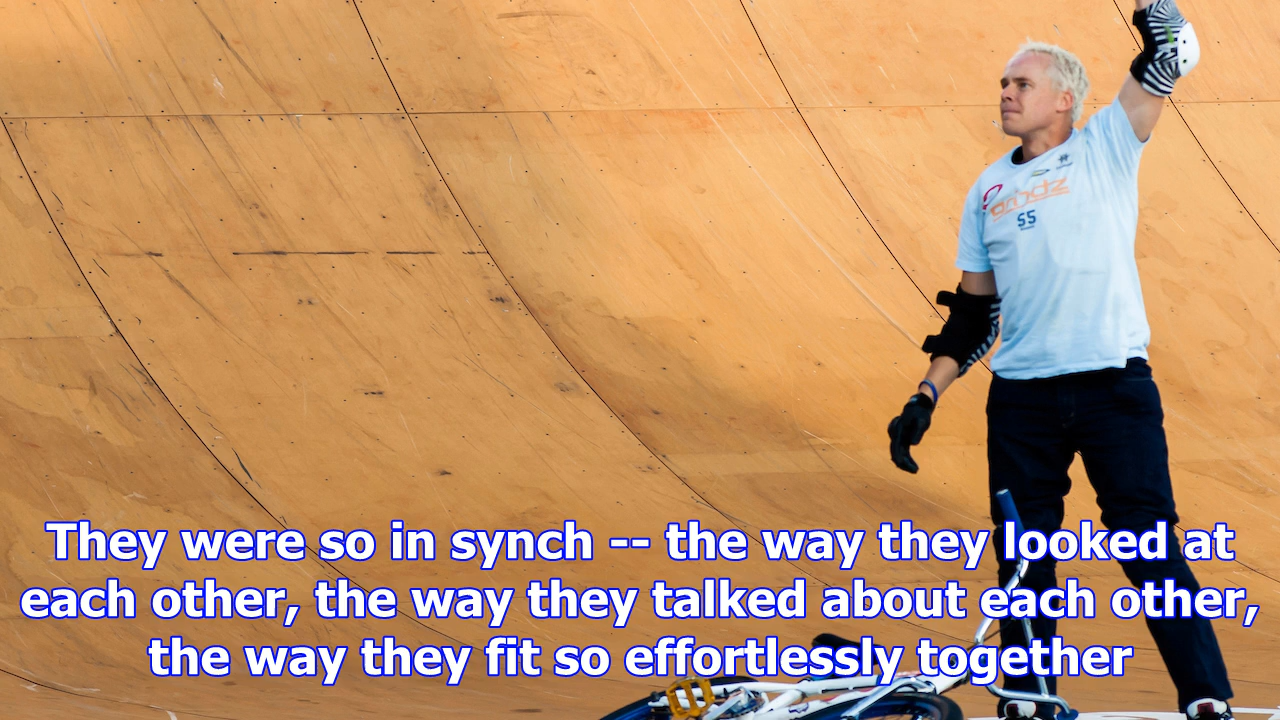 They were so in synch -- the way they looked at
each other, the way they talked about each other,
the way they fit so effortlessly together
S5